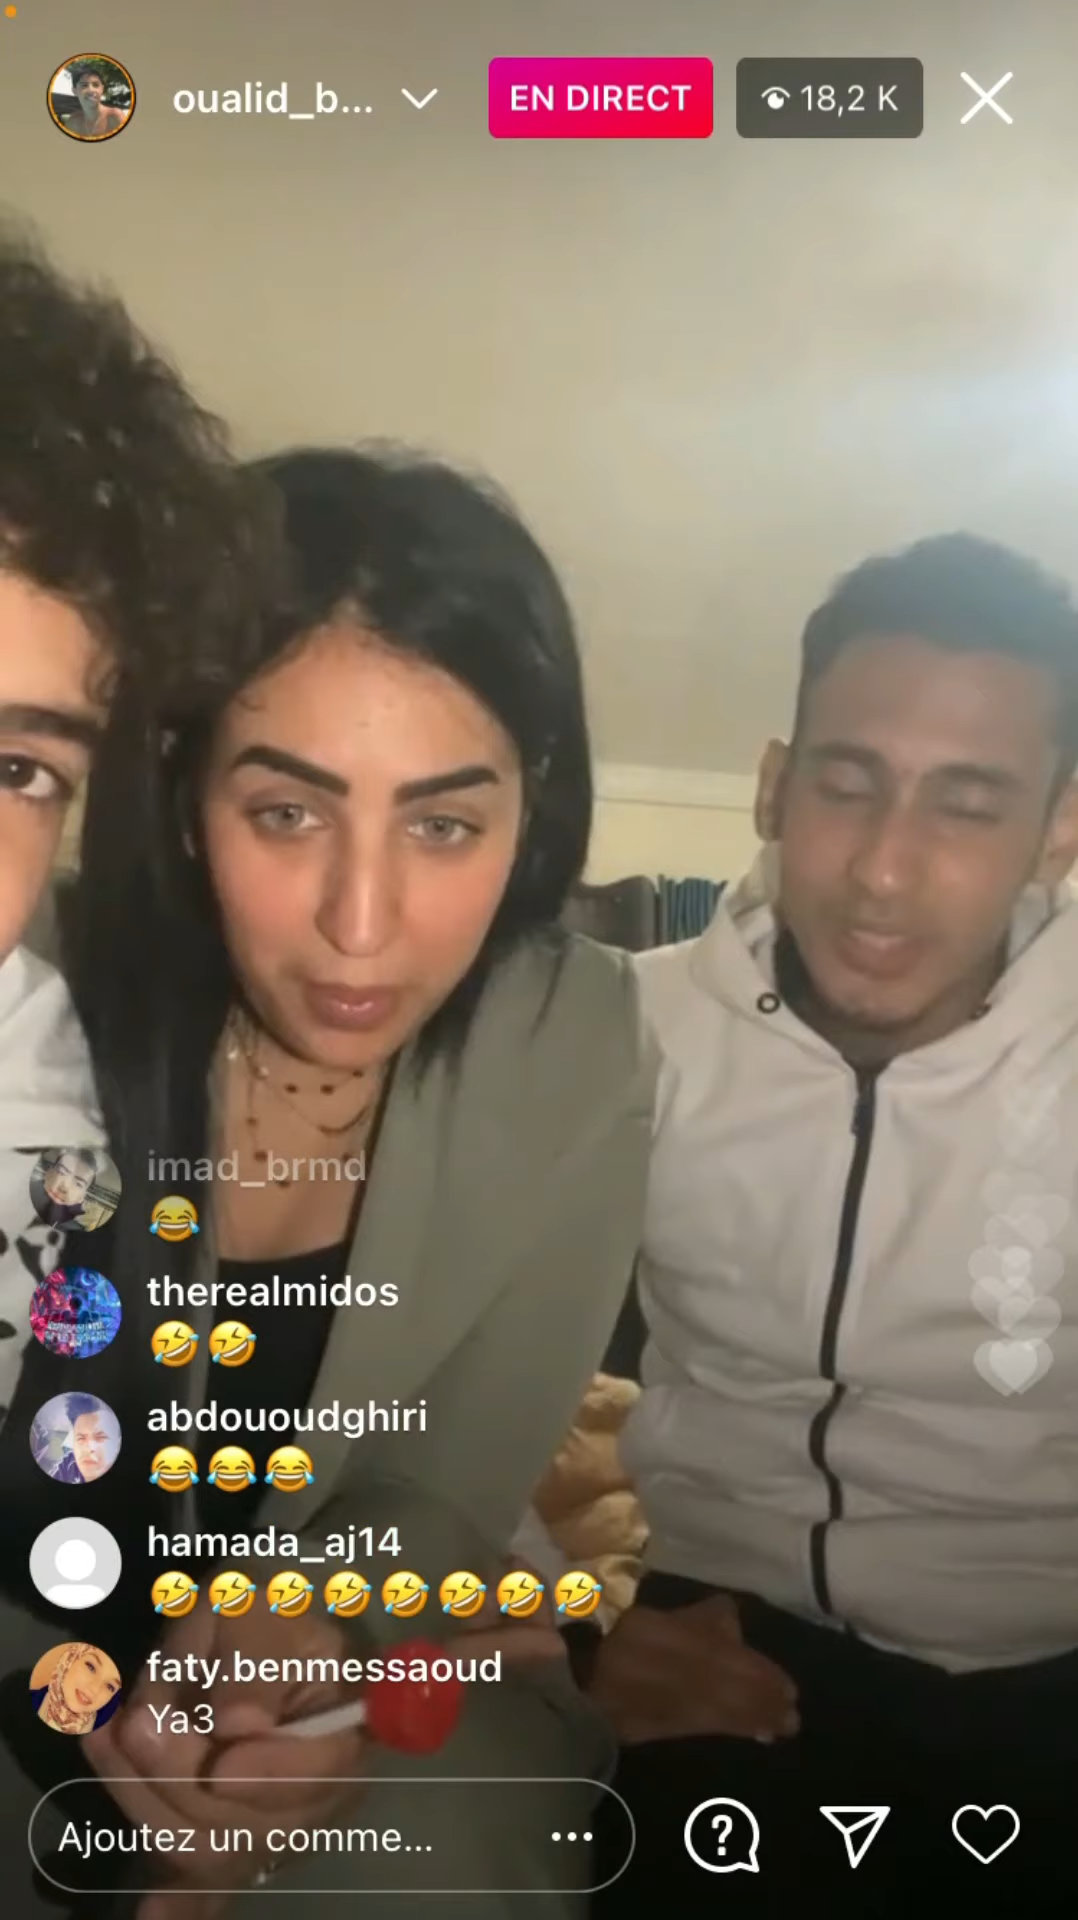 oualid_b...
EN DIRECT
18,2 K
imad_brmd
😂
therealmidos
🤣🤣
abdououdghiri
😂😂😂
hamada_aj14
🤣🤣🤣🤣🤣🤣🤣🤣
faty.benmessaoud
Ya3
Ajoutez un comme...